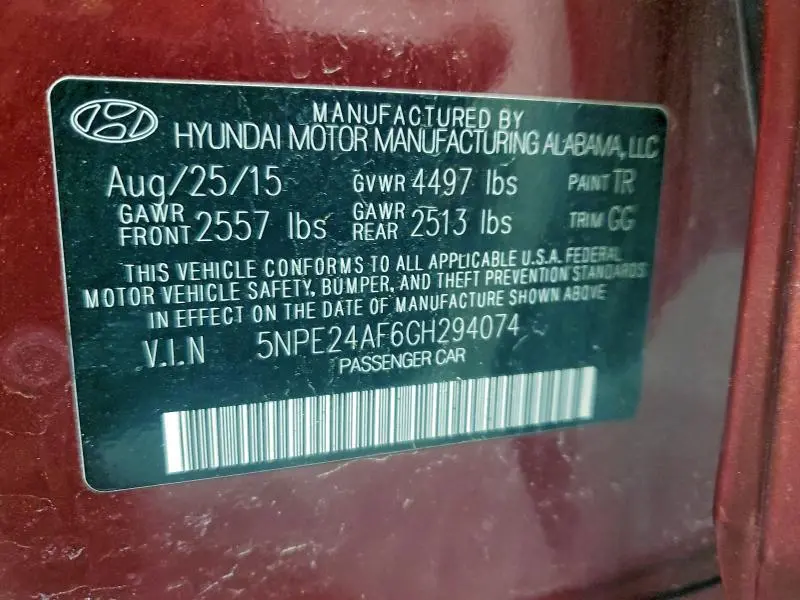 MANUFACTURED BY
HYUNDAI MOTOR MANUFACTURING ALABAMA, LLC
Aug/25/15 GVWR 4497 lbs PAINT TR
GAWR FRONT 2557 lbs GAWR REAR 2513 lbs TRIM GG
THIS VEHICLE CONFORMS TO ALL APPLICABLE U.S.A. FEDERAL
MOTOR VEHICLE SAFETY, BUMPER, AND THEFT PREVENTION STANDARDS
IN EFFECT ON THE DATE OF MANUFACTURE SHOWN ABOVE.
V.I.N 5NPE24AF6GH294074
PASSENGER CAR